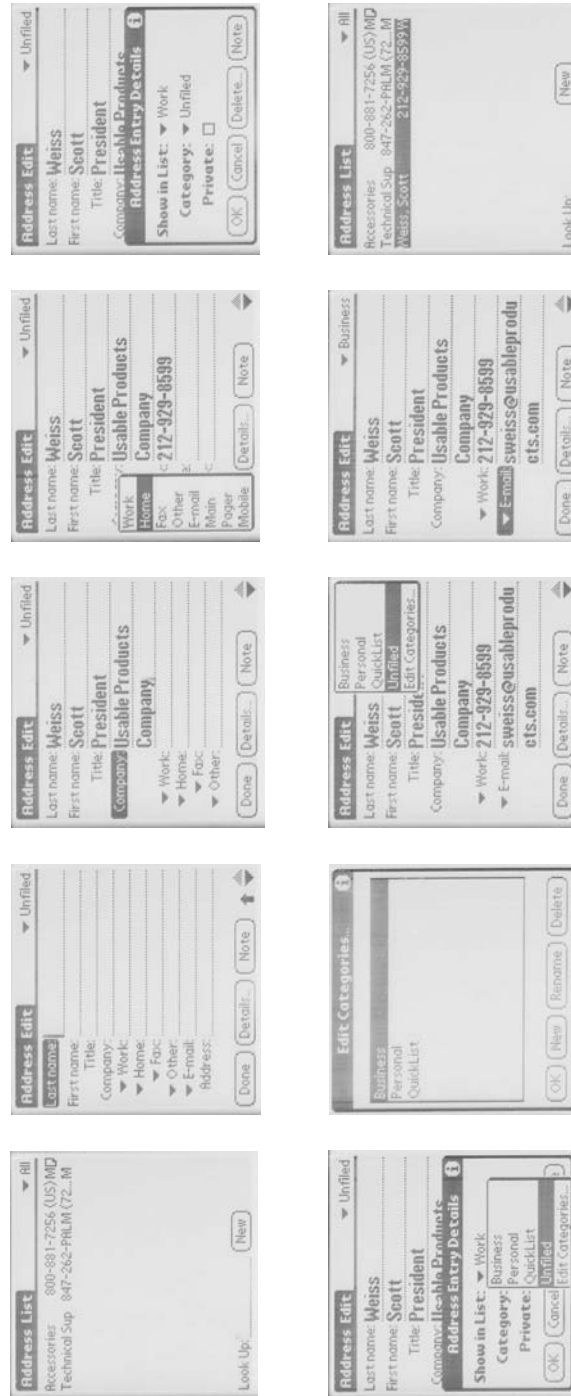 Address List ▼ All
Accessories 800-881-7256 (US) M
Technical Sup 847-262-PALM (72...M
Look Up: New
Address Edit ▼ Unfiled
Last name:
First name:
Title:
Company:
▼ Work:
▼ Home:
▼ Fax:
▼ Other:
▼ E-mail:
Address:
Done Details... Note
Address Edit ▼ Unfiled
Last name: Weiss
First name: Scott
Title: President
Company: Usable Products
Company
▼ Work:
▼ Home:
▼ Fax:
▼ Other:
Done Details... Note
Address Edit ▼ Unfiled
Last name: Weiss
First name: Scott
Title: President
Usable Products
Work Company
Home 212-929-8599
Fax
Other
E-mail
Main
Pager
Mobile
Details... Note
Address Edit ▼ Unfiled
Last name: Weiss
First name: Scott
Title: President
Company: Usable Products
Address Entry Details
Show in List: ▼ Work
Category: ▼ Unfiled
Private:
OK Cancel Delete... Note
Address Edit ▼ Unfiled
Last name: Weiss
First name: Scott
Title: President
Company: Usable Products
Address Entry Details
Show in List: ▼ Work
Category: Business
Private: Personal
QuickList
Unfiled
OK Cancel Edit Categories...
Edit Categories...
Business
Personal
QuickList
OK New Rename Delete
Address Edit
Business
Personal
QuickList
Unfiled
Edit Categories...
Last name: Weiss
First name: Scott
Title: Presid
Company: Usable Products
Company
▼ Work: 212-929-8599
▼ E-mail: sweiss@usableprodu
cts.com
Done Details... Note
Address Edit ▼ Business
Last name: Weiss
First name: Scott
Title: President
Company: Usable Products
Company
▼ Work: 212-929-8599
▼ E-mail: sweiss@usableprodu
cts.com
Done Details... Note
Address List ▼ All
Accessories 800-881-7256 (US) M
Technical Sup 847-262-PALM (72...M
Weiss, Scott 212-929-8599W
Look Up: New